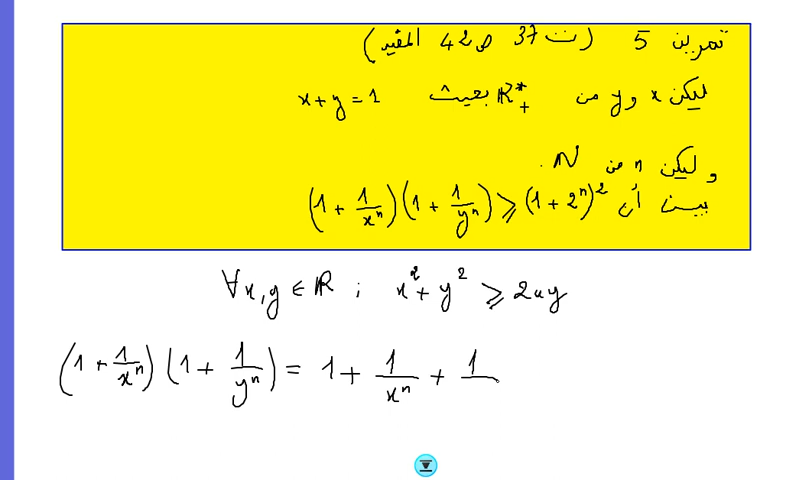 تمرين 5 (ت 37 ص 42 المفيد)
ليكن x و y من ℝ*₊ بحيث x+y=1
و ليكن n من ℕ.
بين أن (1 + 1/xⁿ)(1 + 1/yⁿ) ⩾ (1 + 2ⁿ)²
∀x,y ∈ ℝ ; x² + y² ⩾ 2xy
(1 + 1/xⁿ)(1 + 1/yⁿ) = 1 + 1/xⁿ + 1/